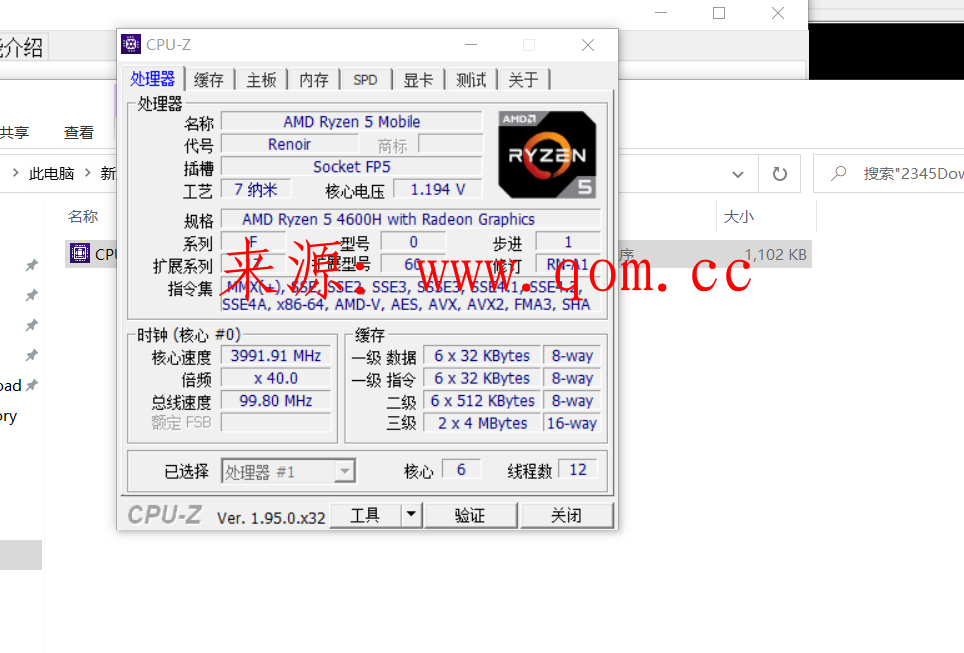 CPU-Z
处理器 缓存 主板 内存 SPD 显卡 测试 关于
处理器
名称 AMD Ryzen 5 Mobile
代号 Renoir 商标
插槽 Socket FP5
工艺 7 纳米 核心电压 1.194 V
AMD
RYZEN
5
规格 AMD Ryzen 5 4600H with Radeon Graphics
系列 F 型号 0 步进 1
扩展系列 扩展型号 60 修订 RN-A1
指令集 MMX(+), SSE, SSE2, SSE3, SSSE3, SSE4.1, SSE4.2,
SSE4A, x86-64, AMD-V, AES, AVX, AVX2, FMA3, SHA
来源: www.qom.cc
时钟 (核心 #0)
核心速度 3991.91 MHz
倍频 x 40.0
总线速度 99.80 MHz
额定 FSB
缓存
一级 数据 6 x 32 KBytes 8-way
一级 指令 6 x 32 KBytes 8-way
二级 6 x 512 KBytes 8-way
三级 2 x 4 MBytes 16-way
已选择 处理器 #1 核心 6 线程数 12
CPU-Z Ver. 1.95.0.x32 工具 验证 关闭
介绍
共享 查看
此电脑 新
搜索"2345Dow
名称 大小
CPU 序 1,102 KB
oad
ry